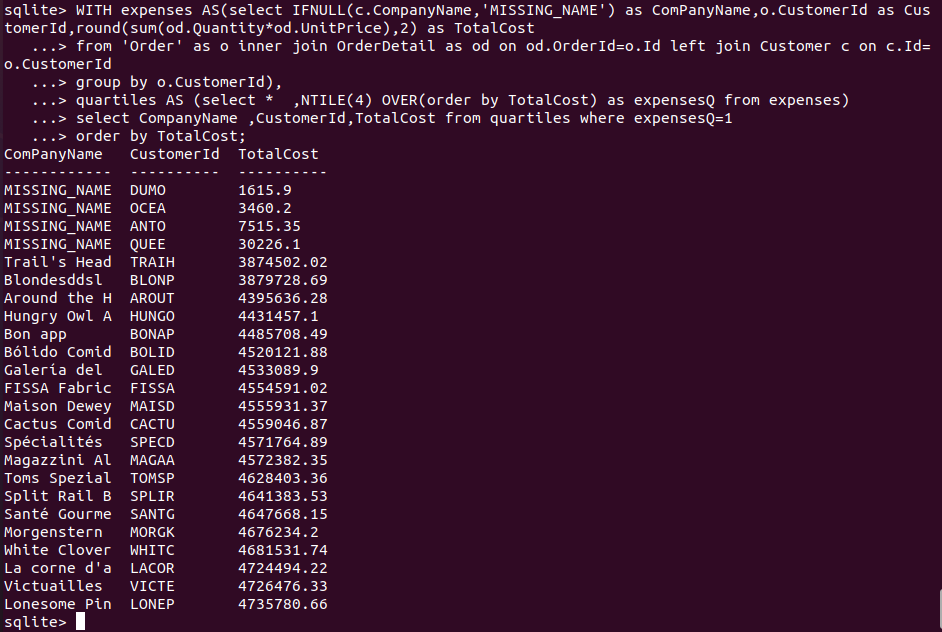 sqlite> WITH expenses AS(select IFNULL(c.CompanyName,'MISSING_NAME') as ComPanyName,o.CustomerId as Cus
tomerId,round(sum(od.Quantity*od.UnitPrice),2) as TotalCost
   ...> from 'Order' as o inner join OrderDetail as od on od.OrderId=o.Id left join Customer c on c.Id=
o.CustomerId
   ...> group by o.CustomerId),
   ...> quartiles AS (select *  ,NTILE(4) OVER(order by TotalCost) as expensesQ from expenses)
   ...> select CompanyName ,CustomerId,TotalCost from quartiles where expensesQ=1
   ...> order by TotalCost;
ComPanyName   CustomerId  TotalCost
------------  ----------  ----------
MISSING_NAME  DUMO        1615.9
MISSING_NAME  OCEA        3460.2
MISSING_NAME  ANTO        7515.35
MISSING_NAME  QUEE        30226.1
Trail's Head  TRAIH       3874502.02
Blondesddsl   BLONP       3879728.69
Around the H  AROUT       4395636.28
Hungry Owl A  HUNGO       4431457.1
Bon app       BONAP       4485708.49
Bólido Comid  BOLID       4520121.88
Galería del   GALED       4533089.9
FISSA Fabric  FISSA       4554591.02
Maison Dewey  MAISD       4555931.37
Cactus Comid  CACTU       4559046.87
Spécialités   SPECD       4571764.89
Magazzini Al  MAGAA       4572382.35
Toms Spezial  TOMSP       4628403.36
Split Rail B  SPLIR       4641383.53
Santé Gourme  SANTG       4647668.15
Morgenstern   MORGK       4676234.2
White Clover  WHITC       4681531.74
La corne d'a  LACOR       4724494.22
Victuailles   VICTE       4726476.33
Lonesome Pin  LONEP       4735780.66
sqlite>